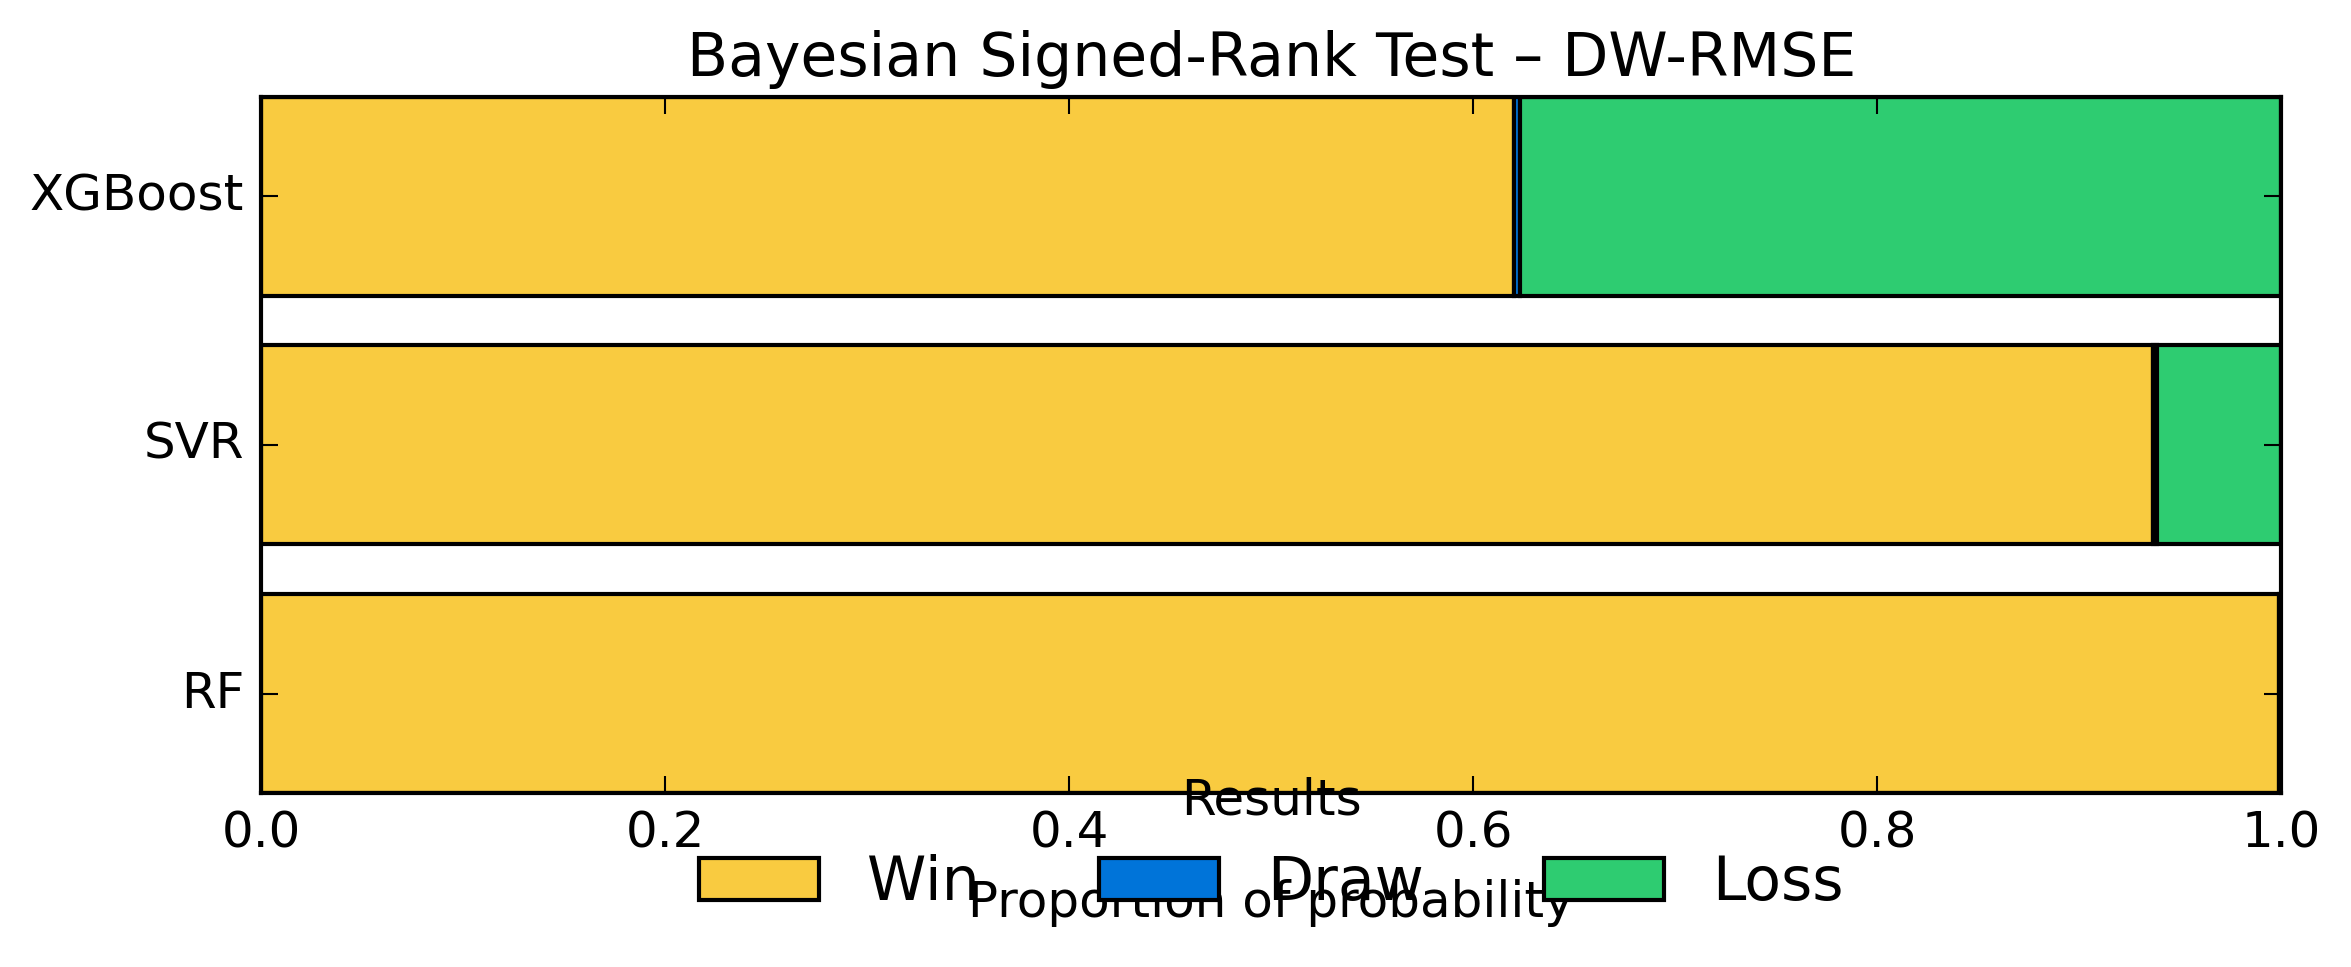 Bayesian Signed-Rank Test – DW-RMSE
XGBoost
SVR
RF
Results
0.0 0.2 0.4 0.6 0.8 1.0
Win Draw Loss
Proportion of probability